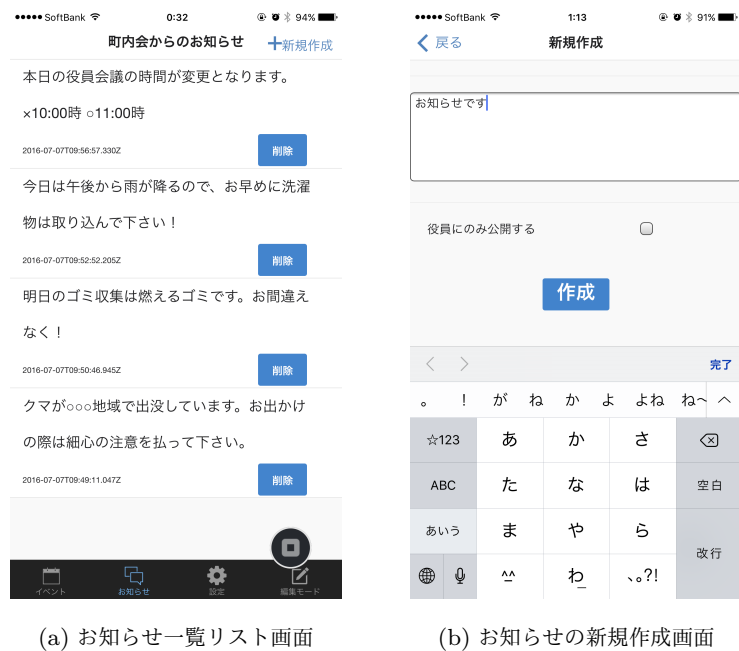 SoftBank 0:32 94%
町内会からのお知らせ +新規作成
本日の役員会議の時間が変更となります。
×10:00時 ○11:00時
2016-07-07T09:56:57.330Z 削除
今日は午後から雨が降るので、お早めに洗濯
物は取り込んで下さい！
2016-07-07T09:52:52.205Z 削除
明日のゴミ収集は燃えるゴミです。お間違え
なく！
2016-07-07T09:50:46.945Z 削除
クマが○○○地域で出没しています。お出かけ
の際は細心の注意を払って下さい。
2016-07-07T09:49:11.047Z 削除
イベント お知らせ 設定 編集モード
(a) お知らせ一覧リスト画面
SoftBank 1:13 91%
戻る 新規作成
お知らせです
役員にのみ公開する
作成
完了
。 ！ が ね か よ よね ね〜
☆123 あ か さ
ABC た な は 空白
あいう ま や ら
^^ わ 、。?! 改行
(b) お知らせの新規作成画面